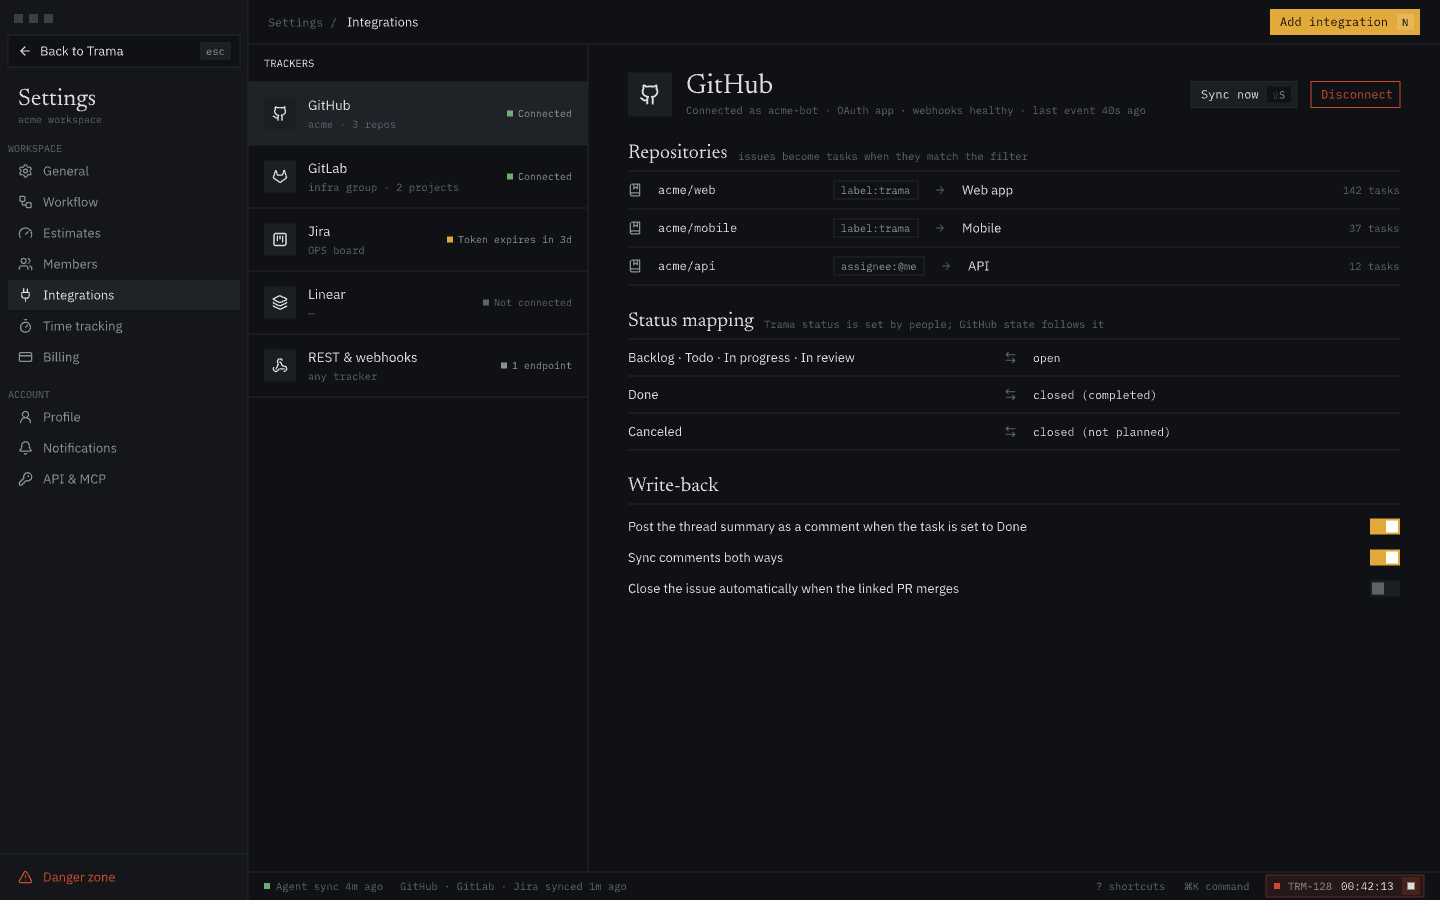 Back to Trama esc
Settings
acme workspace
WORKSPACE
General
Workflow
Estimates
Members
Integrations
Time tracking
Billing
ACCOUNT
Profile
Notifications
API & MCP
Danger zone
Settings / Integrations
Add integration N
TRACKERS
GitHub
acme · 3 repos
Connected
GitLab
infra group · 2 projects
Connected
Jira
OPS board
Token expires in 3d
Linear
—
Not connected
REST & webhooks
any tracker
1 endpoint
GitHub
Connected as acme-bot · OAuth app · webhooks healthy · last event 40s ago
Sync now ⇧S
Disconnect
Repositories issues become tasks when they match the filter
acme/web label:trama → Web app 142 tasks
acme/mobile label:trama → Mobile 37 tasks
acme/api assignee:@me → API 12 tasks
Status mapping Trama status is set by people; GitHub state follows it
Backlog · Todo · In progress · In review ⇆ open
Done ⇆ closed (completed)
Canceled ⇆ closed (not planned)
Write-back
Post the thread summary as a comment when the task is set to Done
Sync comments both ways
Close the issue automatically when the linked PR merges
Agent sync 4m ago GitHub · GitLab · Jira synced 1m ago
? shortcuts ⌘K command TRM-128 00:42:13